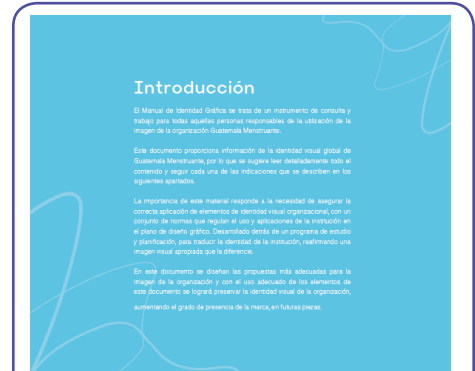 Introducción
El Manual de Identidad Gráfica se trata de un instrumento de consulta y
trabajo para todas aquellas personas responsables de la utilización de la
imagen de la organización Guatemala Menstruante.
Este documento proporciona información de la identidad visual global de
Guatemala Menstruante, por lo que se sugiere leer detalladamente todo el
contenido y seguir cada una de las indicaciones que se describen en los
siguientes apartados.
La importancia de este material responde a la necesidad de asegurar la
correcta aplicación de elementos de identidad visual organizacional, con un
conjunto de normas que regulan el uso y aplicaciones de la institución en
el plano de diseño gráfico. Desarrollado detrás de un programa de estudio
y planificación, para traducir la identidad de la institución, reafirmando una
imagen visual apropiada que la diferencie.
En este documento se diseñan las propuestas más adecuadas para la
imagen de la organización y con el uso adecuado de los elementos de
este documento se logrará preservar la identidad visual de la organización,
aumentando el grado de presencia de la marca, en futuras piezas.